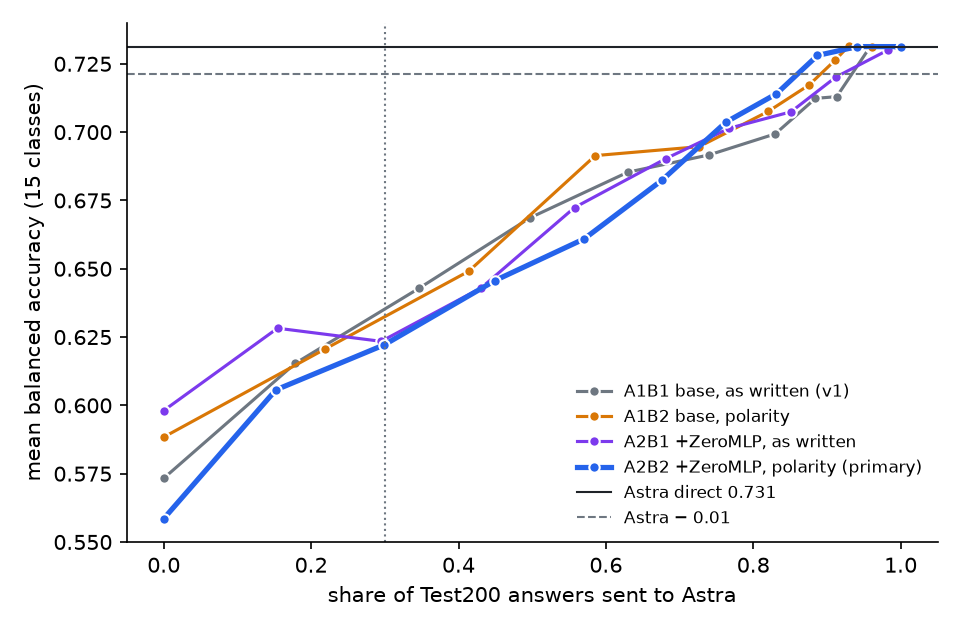 mean balanced accuracy (15 classes)
0.725
0.700
0.675
0.650
0.625
0.600
0.575
0.550
A1B1 base, as written (v1)
A1B2 base, polarity
A2B1 +ZeroMLP, as written
A2B2 +ZeroMLP, polarity (primary)
Astra direct 0.731
Astra − 0.01
0.0 0.2 0.4 0.6 0.8 1.0
share of Test200 answers sent to Astra